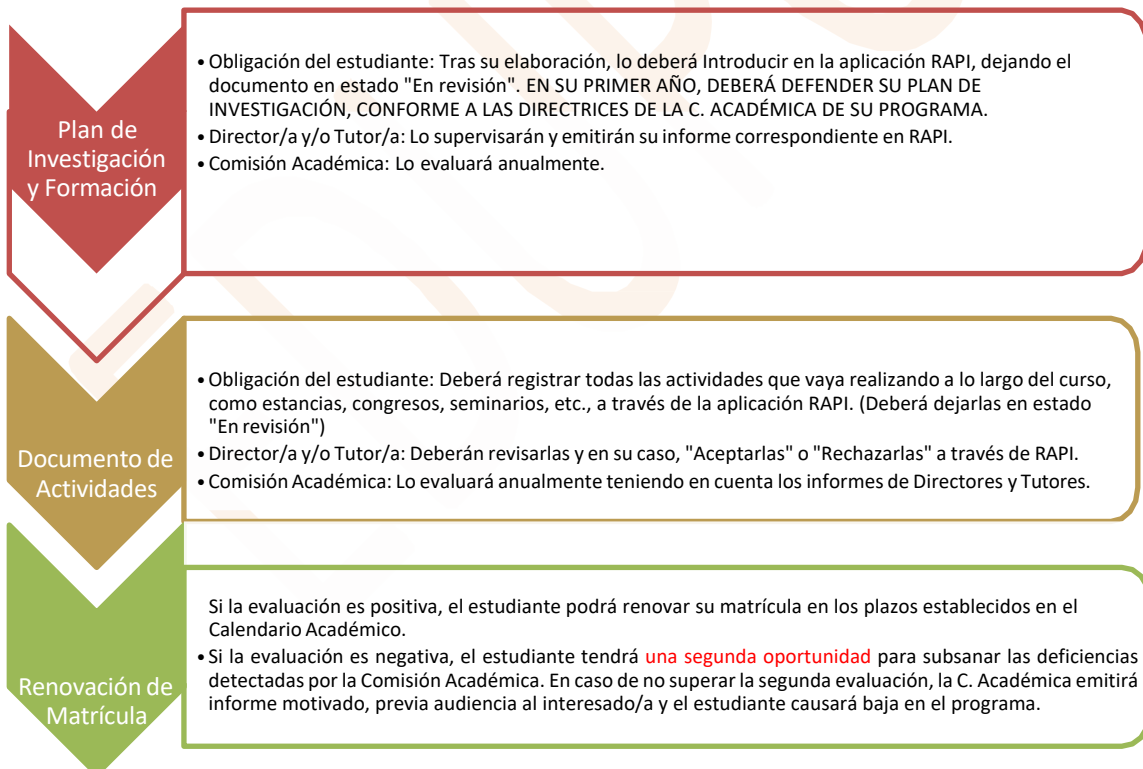 Plan de
Investigación
y Formación
• Obligación del estudiante: Tras su elaboración, lo deberá Introducir en la aplicación RAPI, dejando el
documento en estado "En revisión". EN SU PRIMER AÑO, DEBERÁ DEFENDER SU PLAN DE
INVESTIGACIÓN, CONFORME A LAS DIRECTRICES DE LA C. ACADÉMICA DE SU PROGRAMA.
• Director/a y/o Tutor/a: Lo supervisarán y emitirán su informe correspondiente en RAPI.
• Comisión Académica: Lo evaluará anualmente.
Documento de
Actividades
• Obligación del estudiante: Deberá registrar todas las actividades que vaya realizando a lo largo del curso,
como estancias, congresos, seminarios, etc., a través de la aplicación RAPI. (Deberá dejarlas en estado
"En revisión")
• Director/a y/o Tutor/a: Deberán revisarlas y en su caso, "Aceptarlas" o "Rechazarlas" a través de RAPI.
• Comisión Académica: Lo evaluará anualmente teniendo en cuenta los informes de Directores y Tutores.
Renovación de
Matrícula
Si la evaluación es positiva, el estudiante podrá renovar su matrícula en los plazos establecidos en el
Calendario Académico.
• Si la evaluación es negativa, el estudiante tendrá una segunda oportunidad para subsanar las deficiencias
detectadas por la Comisión Académica. En caso de no superar la segunda evaluación, la C. Académica emitirá
informe motivado, previa audiencia al interesado/a y el estudiante causará baja en el programa.